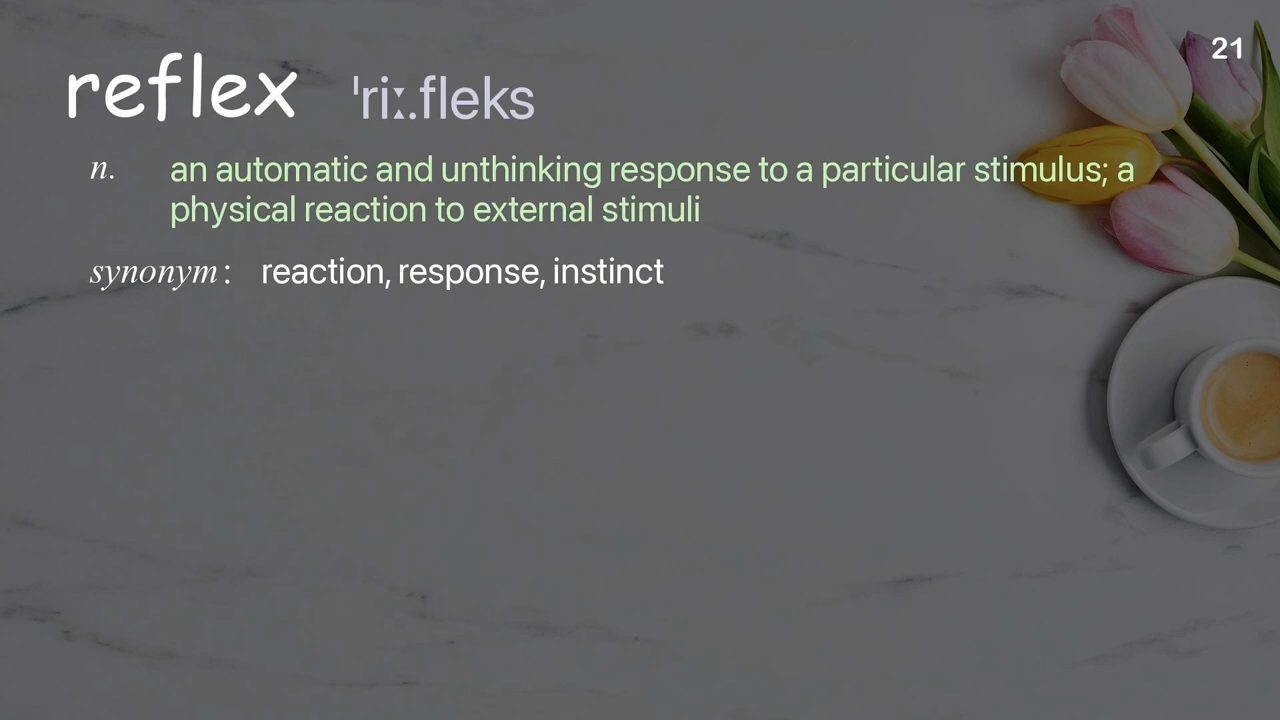 21
reflex ˈriː.fleks
n. an automatic and unthinking response to a particular stimulus; a
physical reaction to external stimuli
synonym: reaction, response, instinct